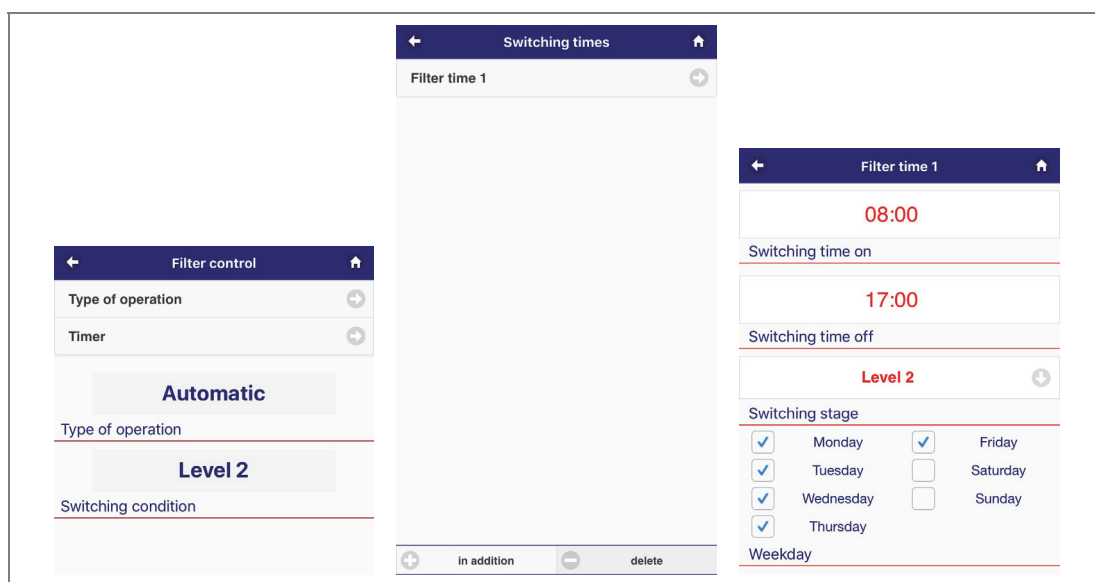 Filter control
Type of operation
Timer
Automatic
Type of operation
Level 2
Switching condition
Switching times
Filter time 1
in addition delete
Filter time 1
08:00
Switching time on
17:00
Switching time off
Level 2
Switching stage
Monday Friday
Tuesday Saturday
Wednesday Sunday
Thursday
Weekday